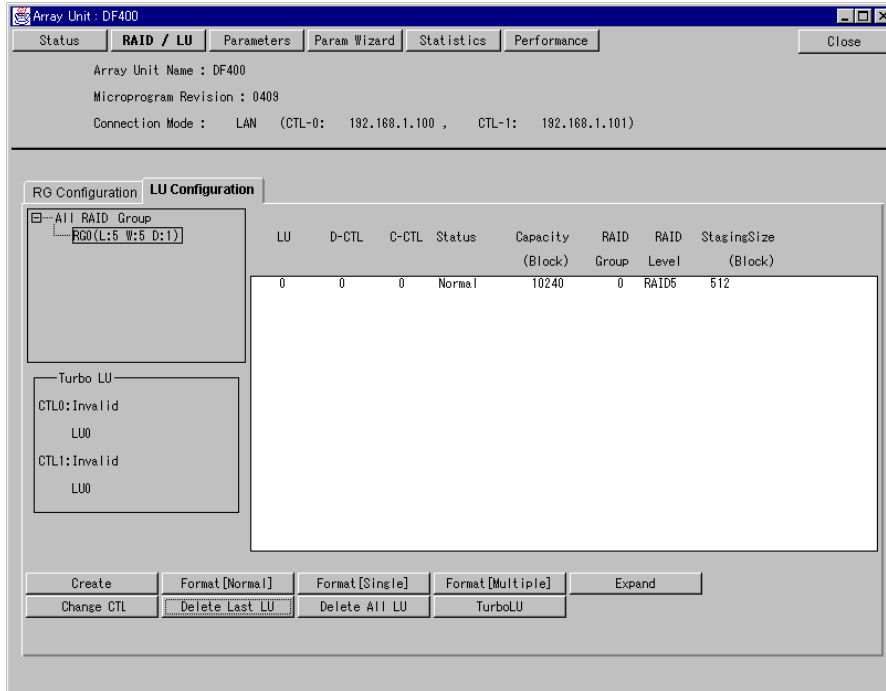 Array Unit : DF400
Status RAID / LU Parameters Param Wizard Statistics Performance Close
Array Unit Name : DF400
Microprogram Revision : 0409
Connection Mode : LAN (CTL-0: 192.168.1.100 , CTL-1: 192.168.1.101)
RG Configuration LU Configuration
All RAID Group
RG0(L:5 W:5 D:1)
LU D-CTL C-CTL Status Capacity RAID RAID StagingSize
(Block) Group Level (Block)
0 0 0 Normal 10240 0 RAID5 512
Turbo LU
CTL0:Invalid
LU0
CTL1:Invalid
LU0
Create Format[Normal] Format[Single] Format[Multiple] Expand
Change CTL Delete Last LU Delete All LU TurboLU